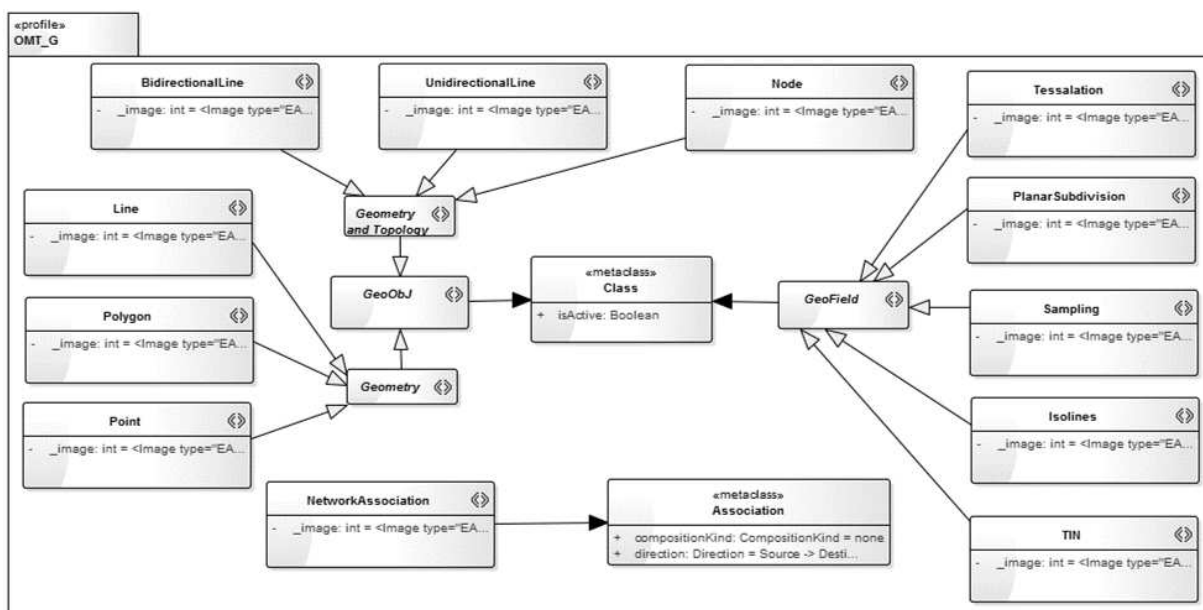 «profile»
OMT_G
BidirectionalLine
- _image: int = <Image type="EA...
UnidirectionalLine
- _image: int = <Image type="EA...
Node
- _image: int = <Image type="EA...
Tessalation
- _image: int = <Image type="EA...
Line
- _image: int = <Image type="EA...
Geometry
and Topology
PlanarSubdivision
- _image: int = <Image type="EA...
GeoObJ
«metaclass»
Class
+ isActive: Boolean
GeoField
Polygon
- _image: int = <Image type="EA...
Sampling
- _image: int = <Image type="EA...
Geometry
Point
- _image: int = <Image type="EA...
Isolines
- _image: int = <Image type="EA...
NetworkAssociation
- _image: int = <Image type="EA...
«metaclass»
Association
+ compositionKind: CompositionKind = none
+ direction: Direction = Source -> Desti...
TIN
- _image: int = <Image type="EA...